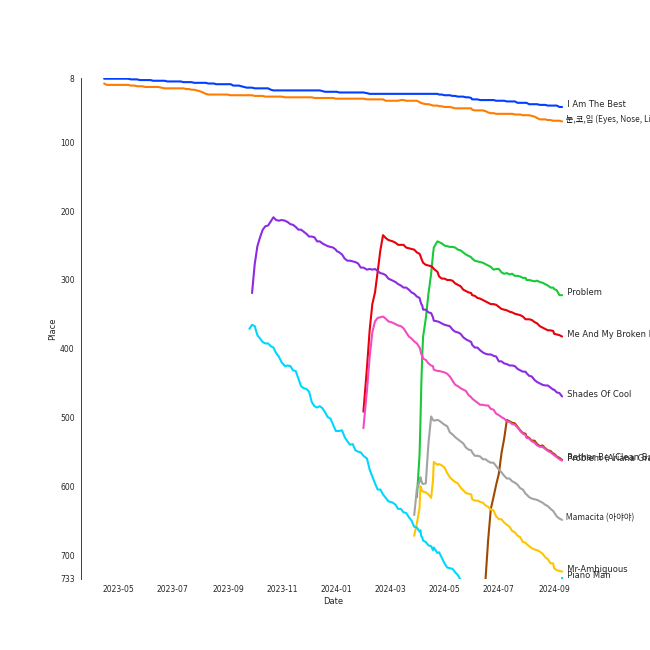 8
100
200
300
400
500
600
700
733
Place
2023-05
2023-07
2023-09
2023-11
2024-01
2024-03
2024-05
2024-07
2024-09
Date
I Am The Best
눈,코,입 (Eyes, Nose, Li
Problem
Me And My Broken
Shades Of Cool
Mamacita (아야야)
Mr-Ambiguous
Piano Man